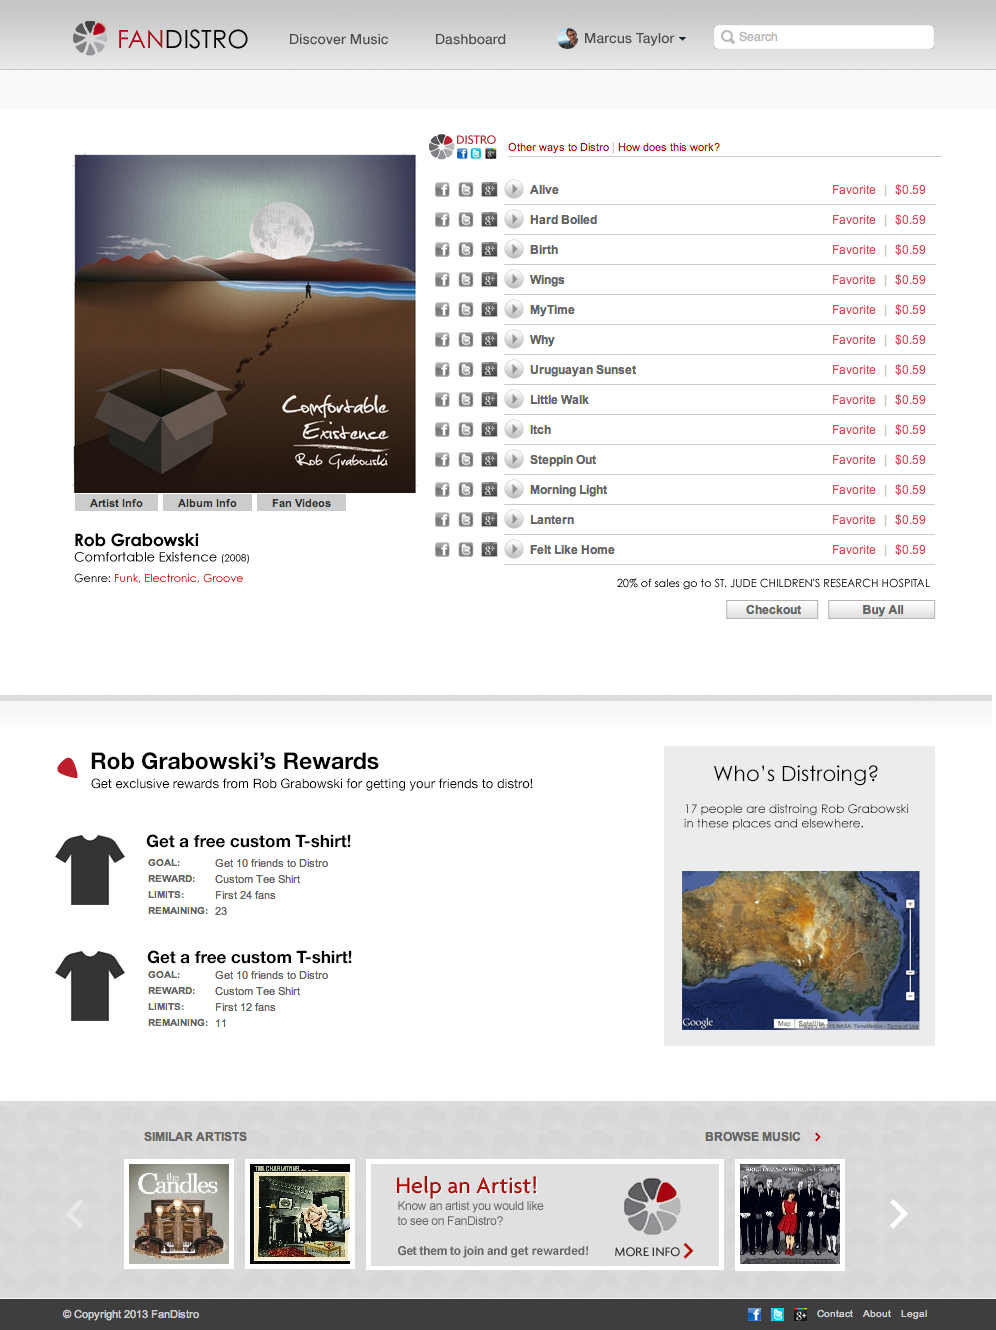 FANDISTRO
Discover Music
Dashboard
Marcus Taylor
Search
DISTRO
Other ways to Distro | How does this work?
Alive Favorite | $0.59
Hard Boiled Favorite | $0.59
Birth Favorite | $0.59
Wings Favorite | $0.59
MyTime Favorite | $0.59
Why Favorite | $0.59
Uruguayan Sunset Favorite | $0.59
Little Walk Favorite | $0.59
Itch Favorite | $0.59
Steppin Out Favorite | $0.59
Morning Light Favorite | $0.59
Lantern Favorite | $0.59
Felt Like Home Favorite | $0.59
20% of sales go to ST. JUDE CHILDREN'S RESEARCH HOSPITAL
Checkout
Buy All
Comfortable
Existence
Rob Grabowski
Artist Info
Album Info
Fan Videos
Rob Grabowski
Comfortable Existence (2008)
Genre: Funk, Electronic, Groove
Rob Grabowski's Rewards
Get exclusive rewards from Rob Grabowski for getting your friends to distro!
Get a free custom T-shirt!
GOAL: Get 10 friends to Distro
REWARD: Custom Tee Shirt
LIMITS: First 24 fans
REMAINING: 23
Get a free custom T-shirt!
GOAL: Get 10 friends to Distro
REWARD: Custom Tee Shirt
LIMITS: First 12 fans
REMAINING: 11
Who's Distroing?
17 people are distroing Rob Grabowski
in these places and elsewhere.
Google
Map
Satellite
Terms of Use
SIMILAR ARTISTS
BROWSE MUSIC
the
Candles
THE CHARLATANS
Help an Artist!
Know an artist you would like
to see on FanDistro?
Get them to join and get rewarded!
MORE INFO
© Copyright 2013 FanDistro
Contact
About
Legal